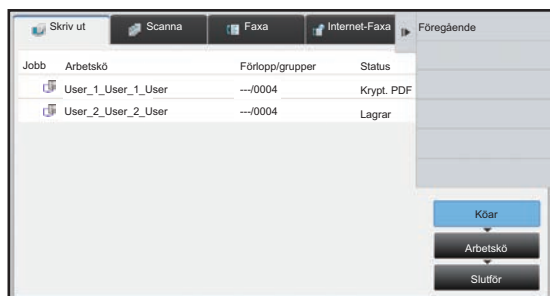 Skriv ut Scanna Faxa Internet-Faxa Föregående
Jobb Arbetskö Förlopp/grupper Status
User_1_User_1_User ---/0004 Krypt. PDF
User_2_User_2_User ---/0004 Lagrar
Köar
Arbetskö
Slutför